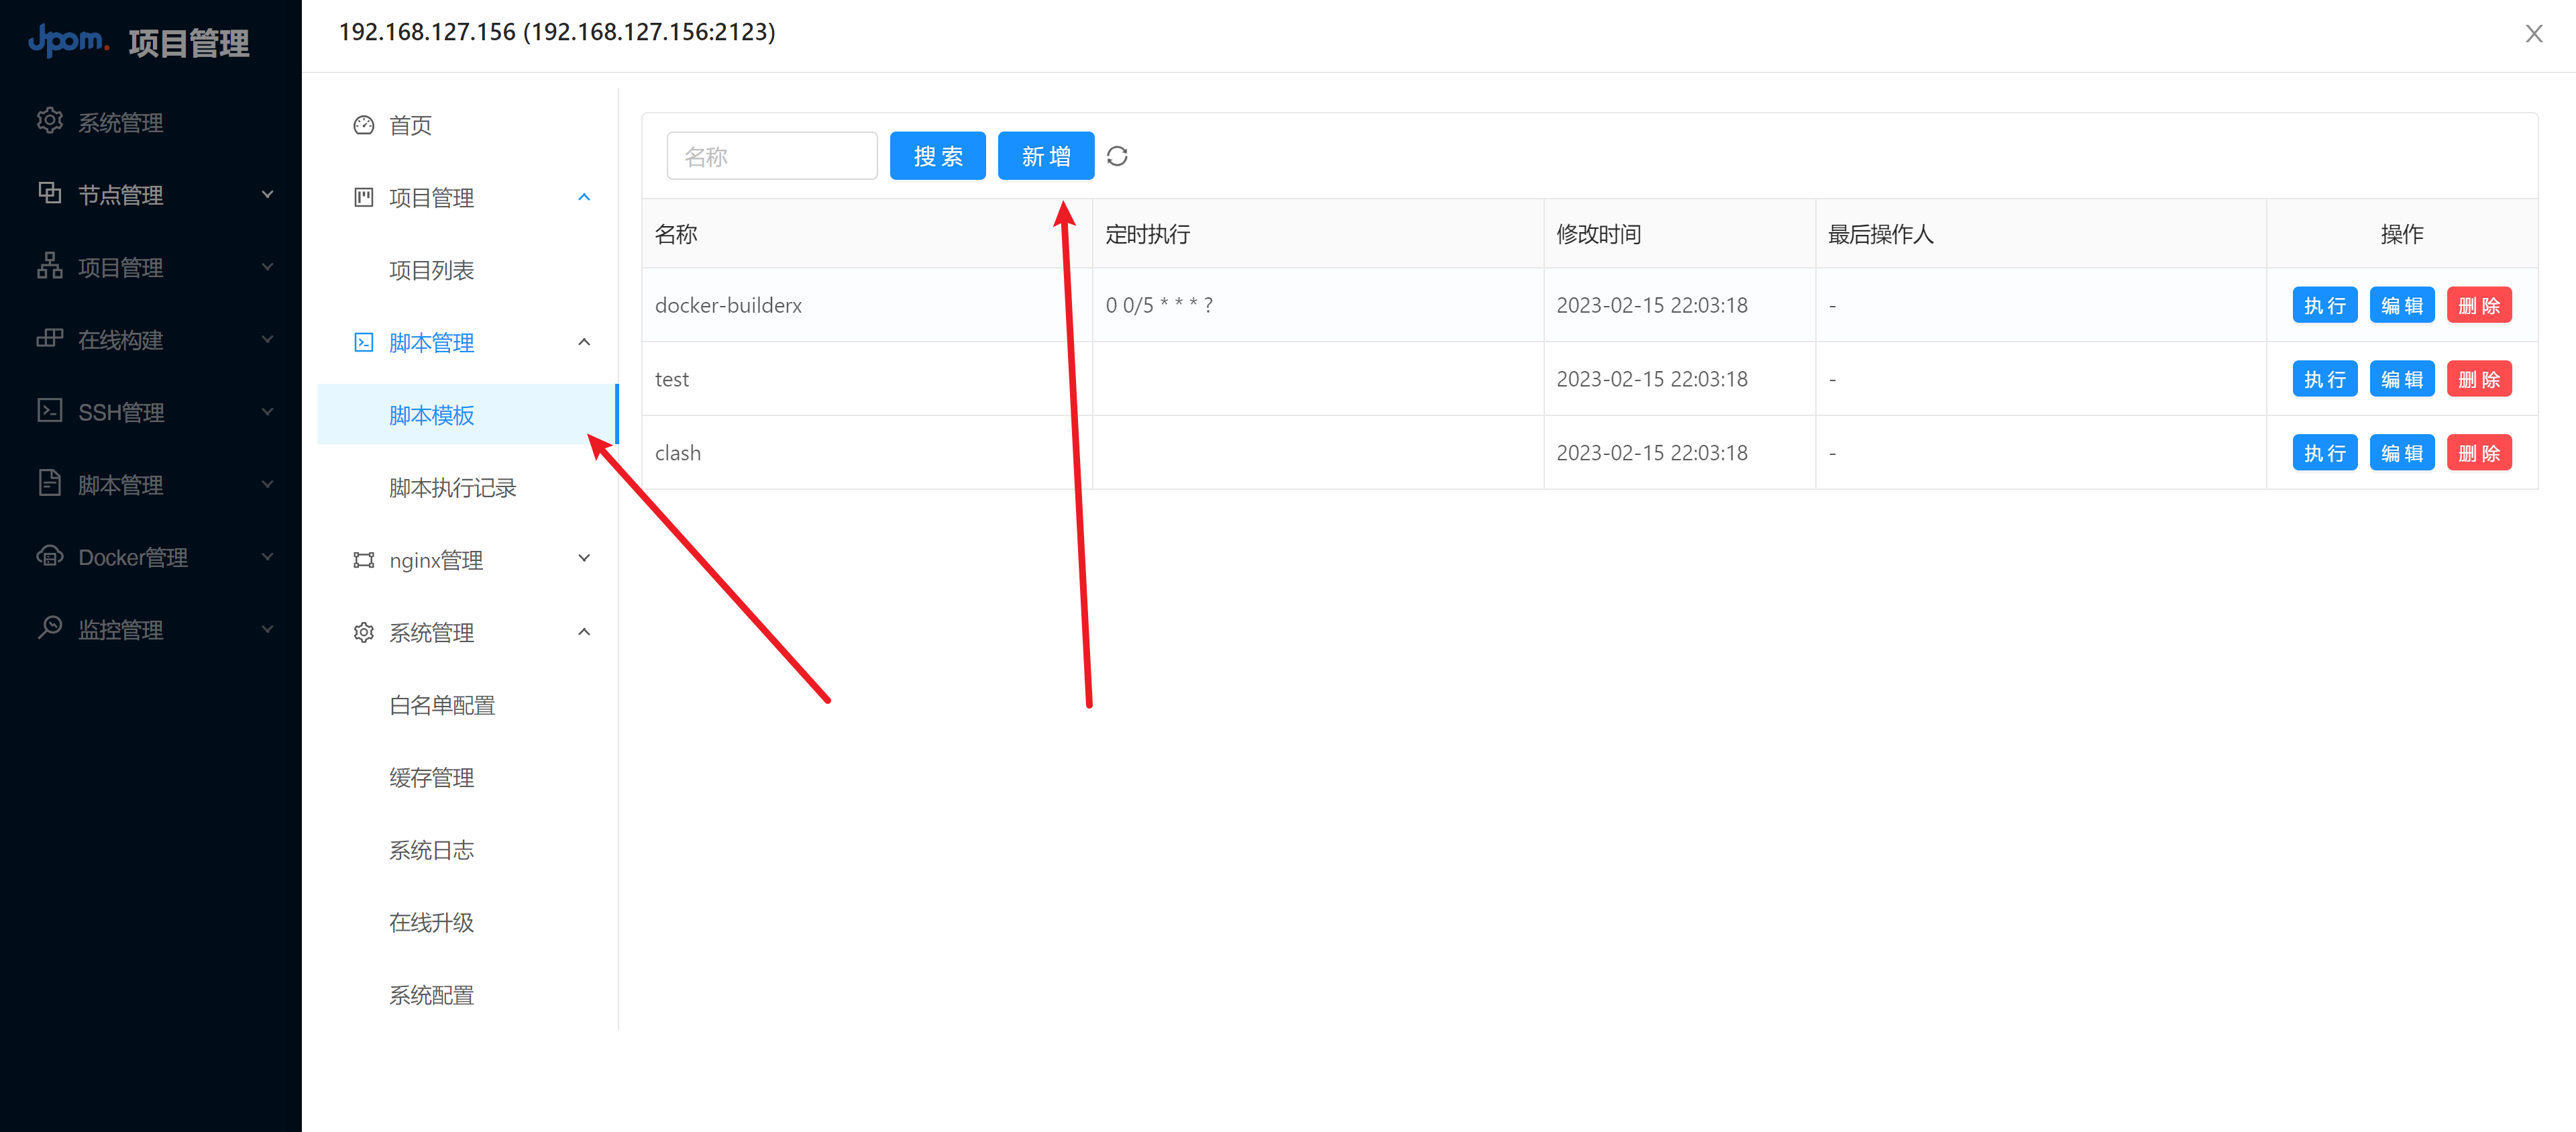 Jpom. 项目管理
系统管理
节点管理
项目管理
在线构建
SSH管理
脚本管理
Docker管理
监控管理
192.168.127.156 (192.168.127.156:2123)
首页
项目管理
项目列表
脚本管理
脚本模板
脚本执行记录
nginx管理
系统管理
白名单配置
缓存管理
系统日志
在线升级
系统配置
名称 搜 索 新 增
名称 定时执行 修改时间 最后操作人 操作
docker-builderx 0 0/5 * * * ? 2023-02-15 22:03:18 - 执 行 编 辑 删 除
test 2023-02-15 22:03:18 - 执 行 编 辑 删 除
clash 2023-02-15 22:03:18 - 执 行 编 辑 删 除